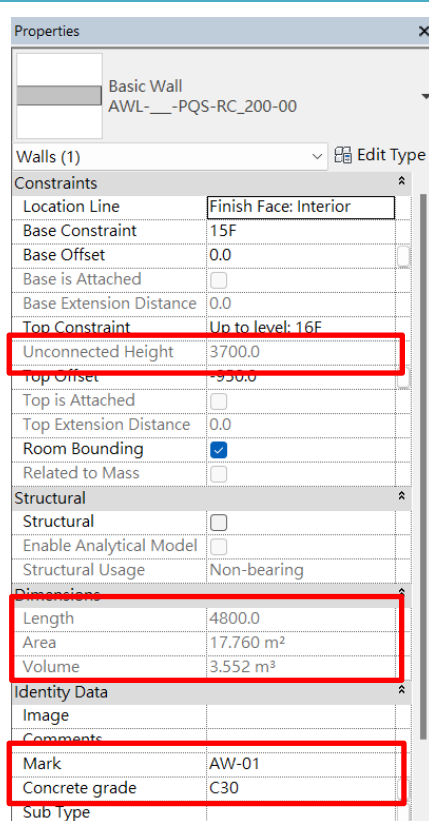 Properties
Basic Wall
AWL-___-PQS-RC_200-00
Walls (1) Edit Type
Constraints
Location Line Finish Face: Interior
Base Constraint 15F
Base Offset 0.0
Base is Attached
Base Extension Distance 0.0
Top Constraint Up to level: 16F
Unconnected Height 3700.0
Top Offset -950.0
Top is Attached
Top Extension Distance 0.0
Room Bounding
Related to Mass
Structural
Structural
Enable Analytical Model
Structural Usage Non-bearing
Dimensions
Length 4800.0
Area 17.760 m²
Volume 3.552 m³
Identity Data
Image
Comments
Mark AW-01
Concrete grade C30
Sub Type